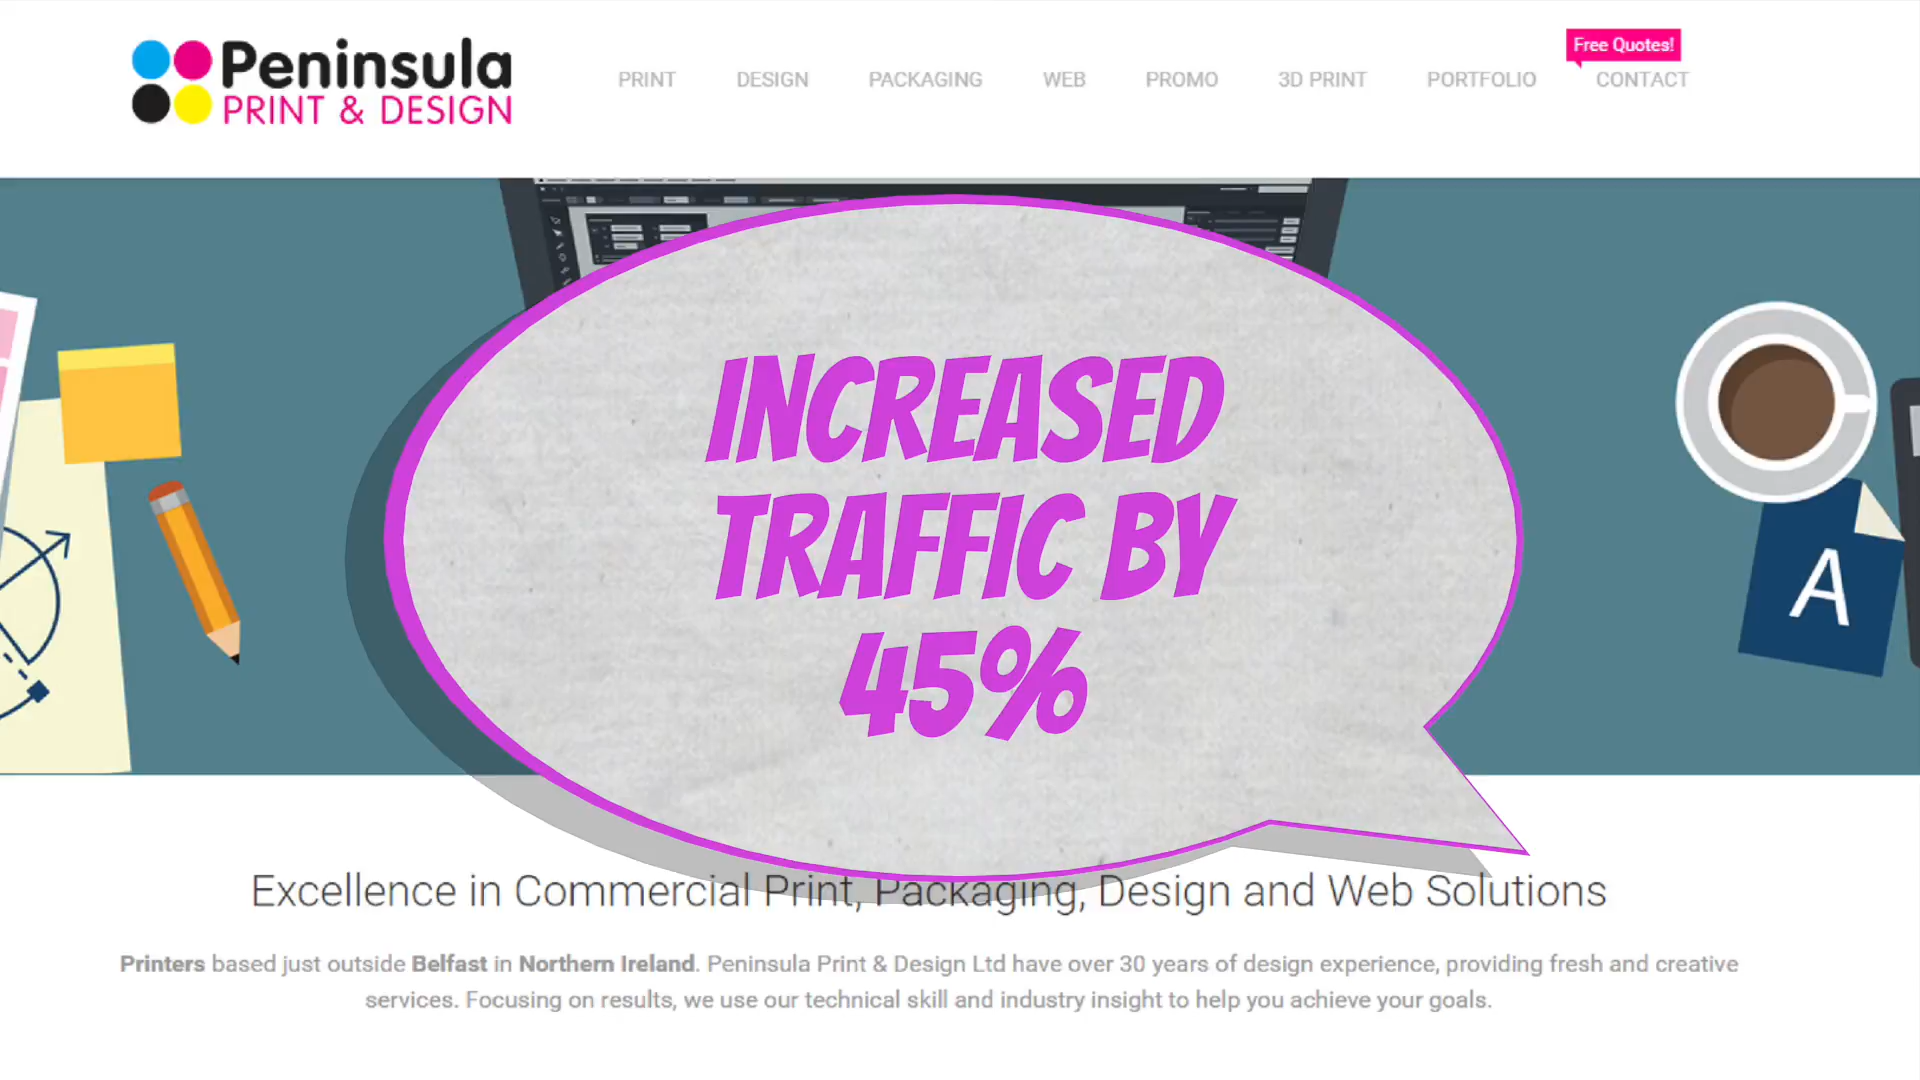 Peninsula
PRINT & DESIGN
PRINT DESIGN PACKAGING WEB PROMO 3D PRINT PORTFOLIO CONTACT
Free Quotes!
INCREASED
TRAFFIC BY
45%
A
Excellence in Commercial Print, Packaging, Design and Web Solutions
Printers based just outside Belfast in Northern Ireland. Peninsula Print & Design Ltd have over 30 years of design experience, providing fresh and creative
services. Focusing on results, we use our technical skill and industry insight to help you achieve your goals.